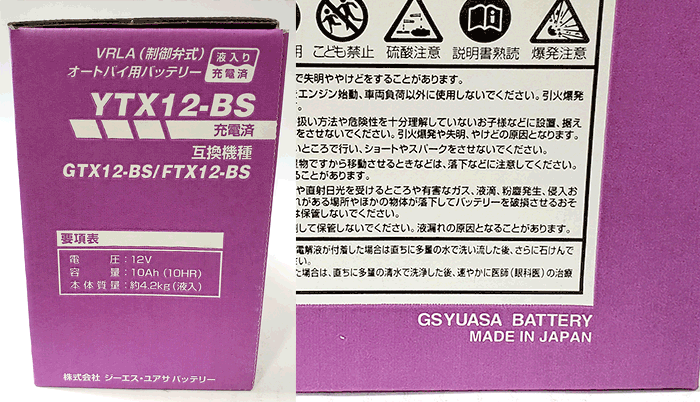 VRLA (制御弁式)
オートバイ用バッテリー
液入り
充電済
YTX12-BS
充電済
互換機種
GTX12-BS/FTX12-BS
要項表
電圧:12V
容量:10Ah (10HR)
本体質量:約4.2kg(液入)
株式会社 ジーエス・ユアサ バッテリー
こども禁止 硫酸注意 説明書熟読 爆発注意
で失明ややけどをすることがあります。
エンジン始動、車両負荷以外に使用しないでください。引火爆発
扱い方法や危険性を十分理解していないお子様などに設置、据え
をさせないでください。引火爆発や失明、やけどの原因となります。
いところで行い、ショートやスパークをさせないでください。
物ですから移動させるときなどは、落下などに注意してください。
ることがあります。
や直射日光を受けるところや有害なガス、液滴、粉塵発生、侵入お
れがある場所やほかの物体が落下してバッテリーを破損させるおそ
は保管しないでください。
して保管しないでください。液漏れの原因となることがあります。
電解液が付着した場合は直ちに多量の水で洗い流した後、さらに石けんで
い。
た場合は、直ちに多量の清水で洗浄した後、速やかに医師(眼科医)の治療
GSYUASA BATTERY
MADE IN JAPAN